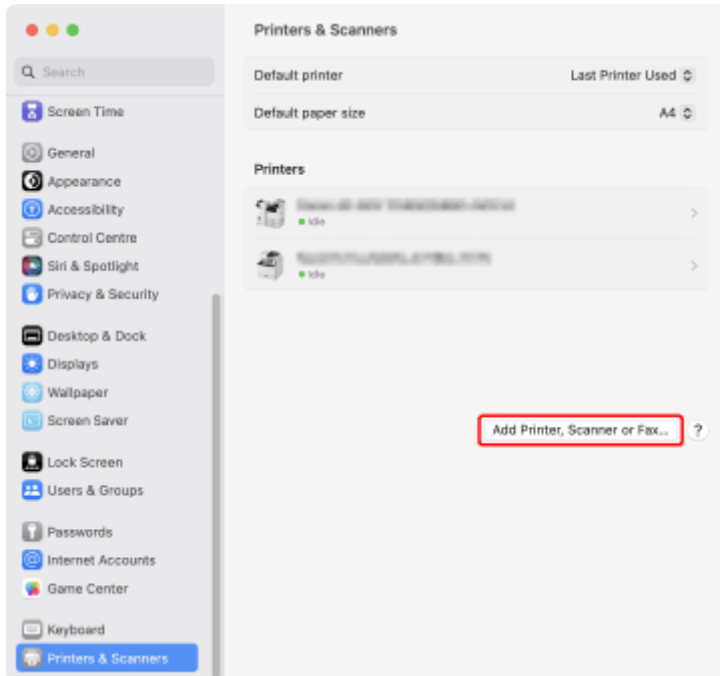 Printers & Scanners
Search
Screen Time
General
Appearance
Accessibility
Control Centre
Siri & Spotlight
Privacy & Security
Desktop & Dock
Displays
Wallpaper
Screen Saver
Lock Screen
Users & Groups
Passwords
Internet Accounts
Game Center
Keyboard
Printers & Scanners
Default printer Last Printer Used
Default paper size A4
Printers
Idle
Idle
Add Printer, Scanner or Fax...
?